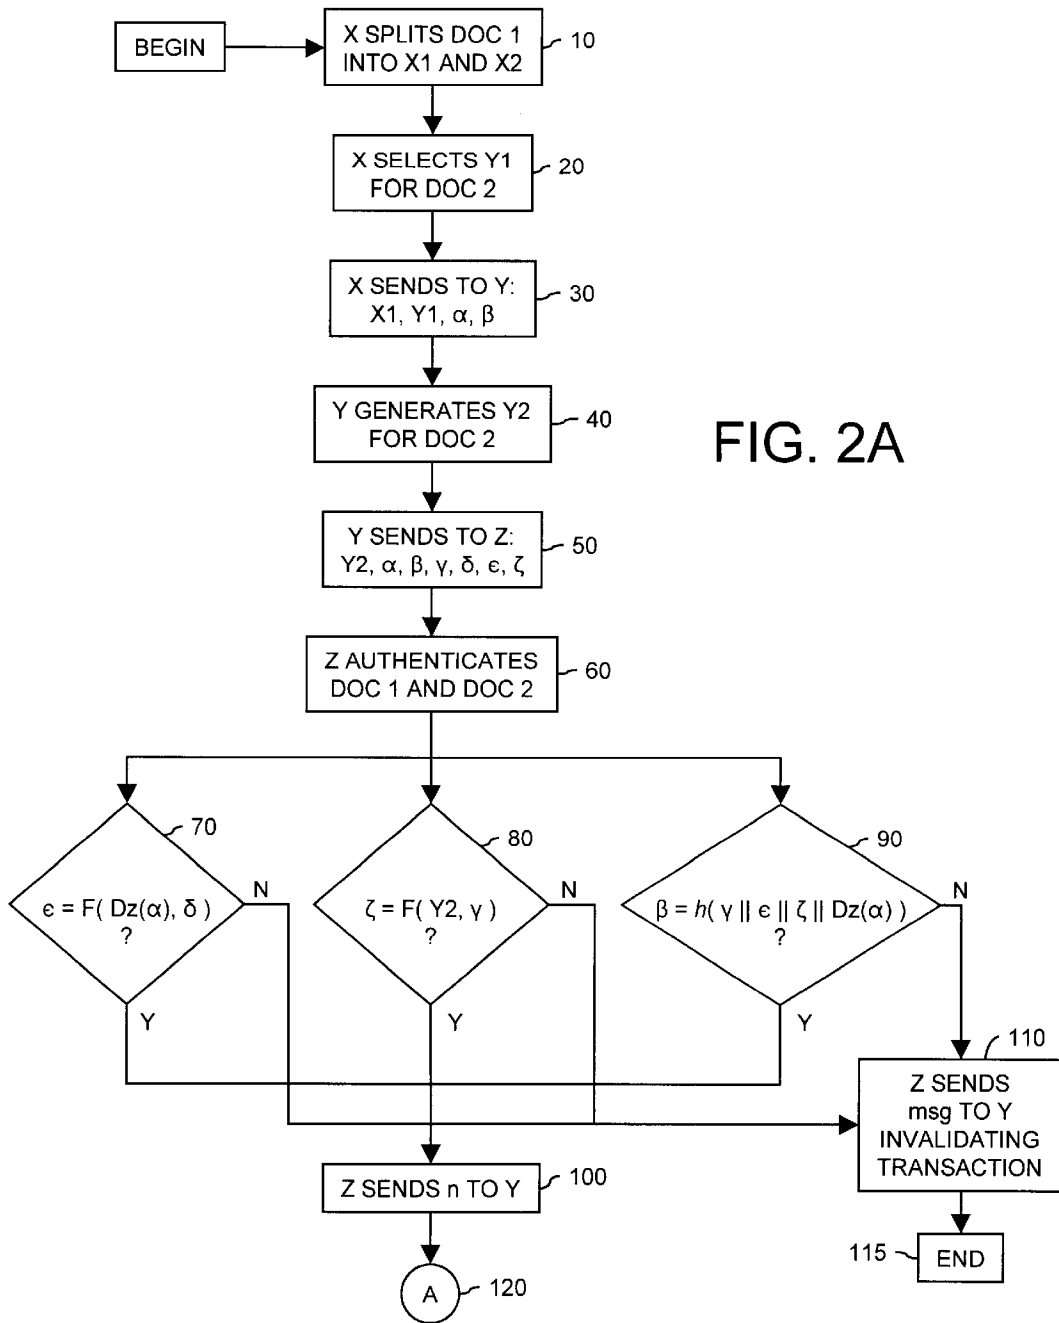 BEGIN
X SPLITS DOC 1
INTO X1 AND X2
10
X SELECTS Y1
FOR DOC 2
20
X SENDS TO Y:
X1, Y1, α, β
30
Y GENERATES Y2
FOR DOC 2
40
FIG. 2A
Y SENDS TO Z:
Y2, α, β, γ, δ, ϵ, ζ
50
Z AUTHENTICATES
DOC 1 AND DOC 2
60
70
ϵ = F( Dz(α), δ )
?
N
Y
80
ζ = F( Y2, γ )
?
N
Y
90
β = h( γ || ϵ || ζ || Dz(α) )
?
N
Y
110
Z SENDS
msg TO Y
INVALIDATING
TRANSACTION
Z SENDS n TO Y
100
115
END
A
120